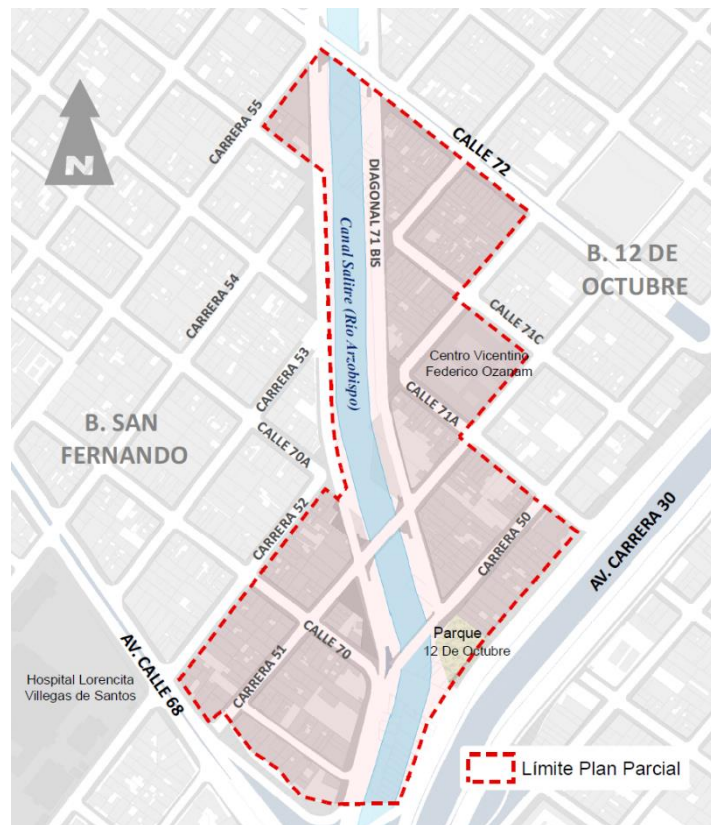 CARRERA 55
N
CALLE 72
DIAGONAL 71 BIS
B. 12 DE
OCTUBRE
CARRERA 54
Canal Salitre (Rio Arzobispo)
CALLE 71C
Centro Vicentino
Federico Ozanam
CARRERA 53
CALLE 71A
B. SAN
FERNANDO
CALLE 70A
CARRERA 52
CARRERA 50
AV. CARRERA 30
Parque
12 De Octubre
CALLE 70
CARRERA 51
AV. CALLE 68
Hospital Lorencita
Villegas de Santos
Límite Plan Parcial